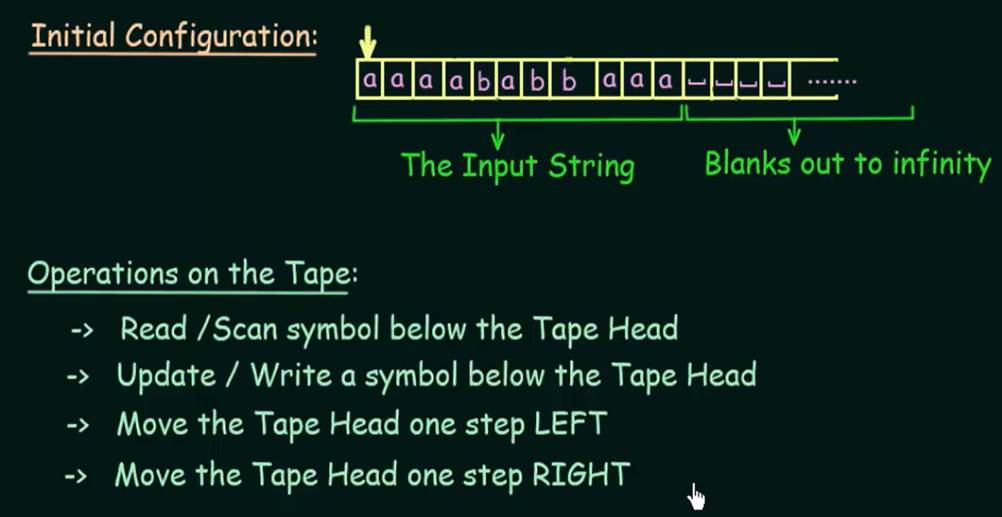 Initial Configuration:
a a a a b a b b a a a ⎵ ⎵ ⎵ ⎵ .......
The Input String Blanks out to infinity
Operations on the Tape:
-> Read /Scan symbol below the Tape Head
-> Update / Write a symbol below the Tape Head
-> Move the Tape Head one step LEFT
-> Move the Tape Head one step RIGHT